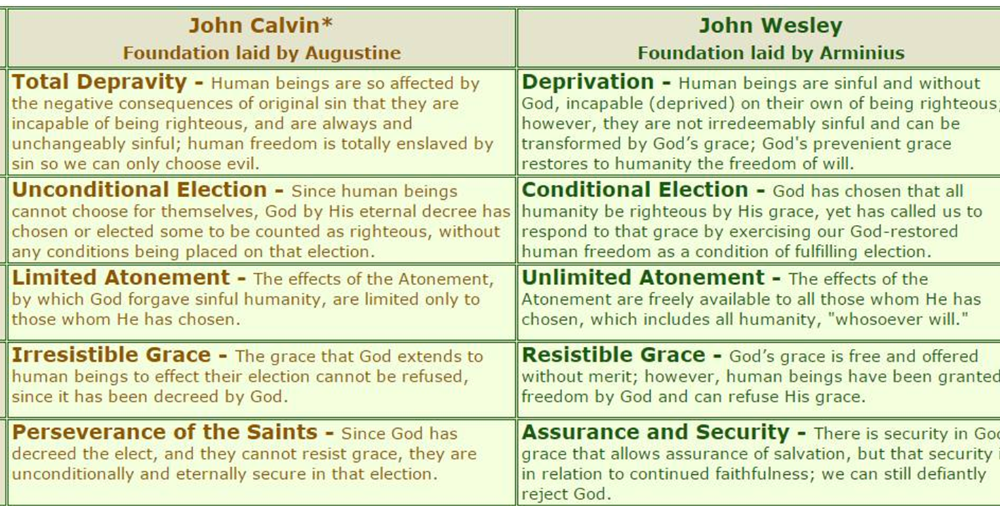 John Calvin*
Foundation laid by Augustine
John Wesley
Foundation laid by Arminius
Total Depravity - Human beings are so affected by
the negative consequences of original sin that they are
incapable of being righteous, and are always and
unchangeably sinful; human freedom is totally enslaved by
sin so we can only choose evil.
Deprivation - Human beings are sinful and without
God, incapable (deprived) on their own of being righteous;
however, they are not irredeemably sinful and can be
transformed by God’s grace; God's prevenient grace
restores to humanity the freedom of will.
Unconditional Election - Since human beings
cannot choose for themselves, God by His eternal decree has
chosen or elected some to be counted as righteous, without
any conditions being placed on that election.
Conditional Election - God has chosen that all
humanity be righteous by His grace, yet has called us to
respond to that grace by exercising our God-restored
human freedom as a condition of fulfilling election.
Limited Atonement - The effects of the Atonement,
by which God forgave sinful humanity, are limited only to
those whom He has chosen.
Unlimited Atonement - The effects of the
Atonement are freely available to all those whom He has
chosen, which includes all humanity, "whosoever will."
Irresistible Grace - The grace that God extends to
human beings to effect their election cannot be refused,
since it has been decreed by God.
Resistible Grace - God’s grace is free and offered
without merit; however, human beings have been granted
freedom by God and can refuse His grace.
Perseverance of the Saints - Since God has
decreed the elect, and they cannot resist grace, they are
unconditionally and eternally secure in that election.
Assurance and Security - There is security in
grace that allows assurance of salvation, but that security
in relation to continued faithfulness; we can still defiantly
reject God.